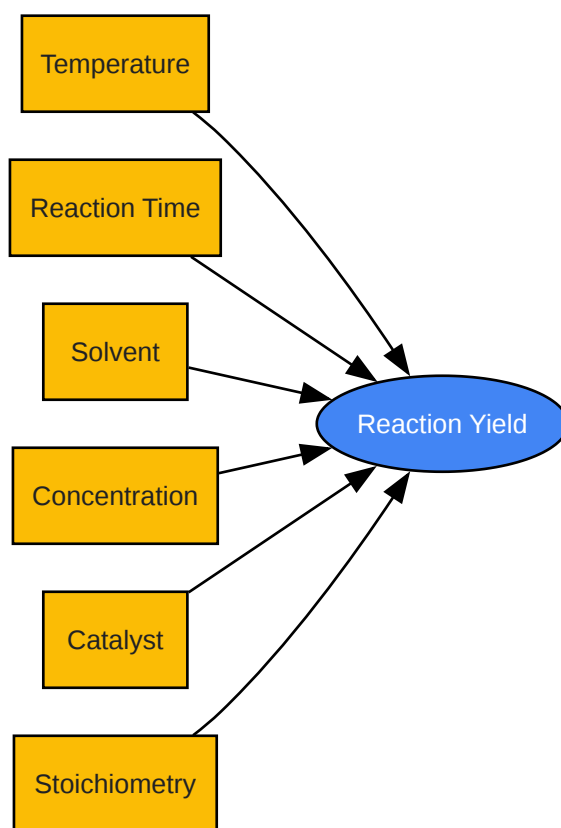 Temperature
Reaction Time
Solvent
Reaction Yield
Concentration
Catalyst
Stoichiometry